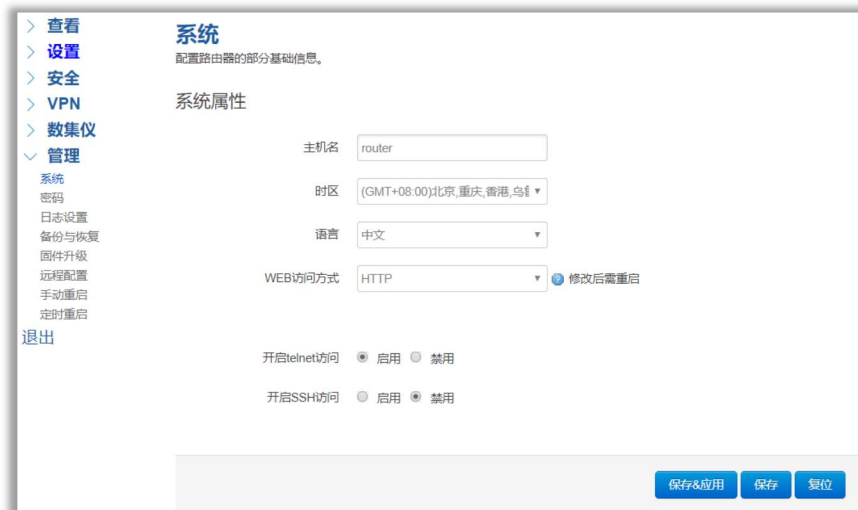 查看
设置
安全
VPN
数集仪
管理
系统
密码
日志设置
备份与恢复
固件升级
远程配置
手动重启
定时重启
退出
系统
配置路由器的部分基础信息。
系统属性
主机名 router
时区 (GMT+08:00)北京,重庆,香港,乌
语言 中文
WEB访问方式 HTTP 修改后需重启
开启telnet访问 启用 禁用
开启SSH访问 启用 禁用
保存&应用 保存 复位